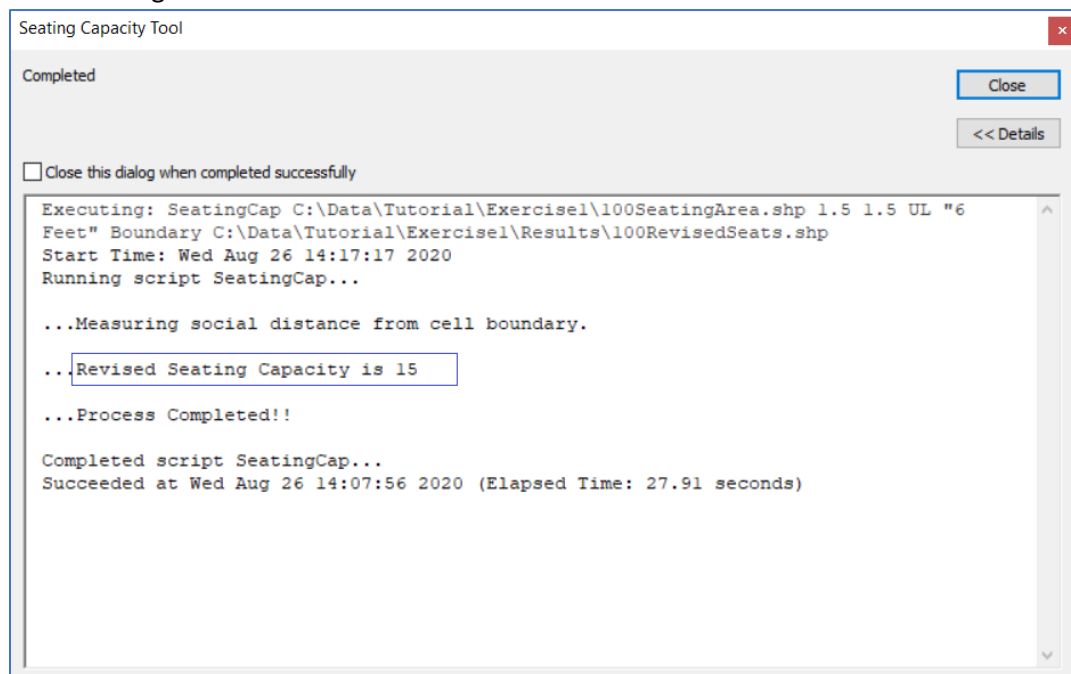 Seating Capacity Tool
Completed
Close
<< Details
Close this dialog when completed successfully
Executing: SeatingCap C:\Data\Tutorial\Exercise1\100SeatingArea.shp 1.5 1.5 UL "6
Feet" Boundary C:\Data\Tutorial\Exercise1\Results\100RevisedSeats.shp
Start Time: Wed Aug 26 14:17:17 2020
Running script SeatingCap...
...Measuring social distance from cell boundary.
...Revised Seating Capacity is 15
...Process Completed!!
Completed script SeatingCap...
Succeeded at Wed Aug 26 14:07:56 2020 (Elapsed Time: 27.91 seconds)